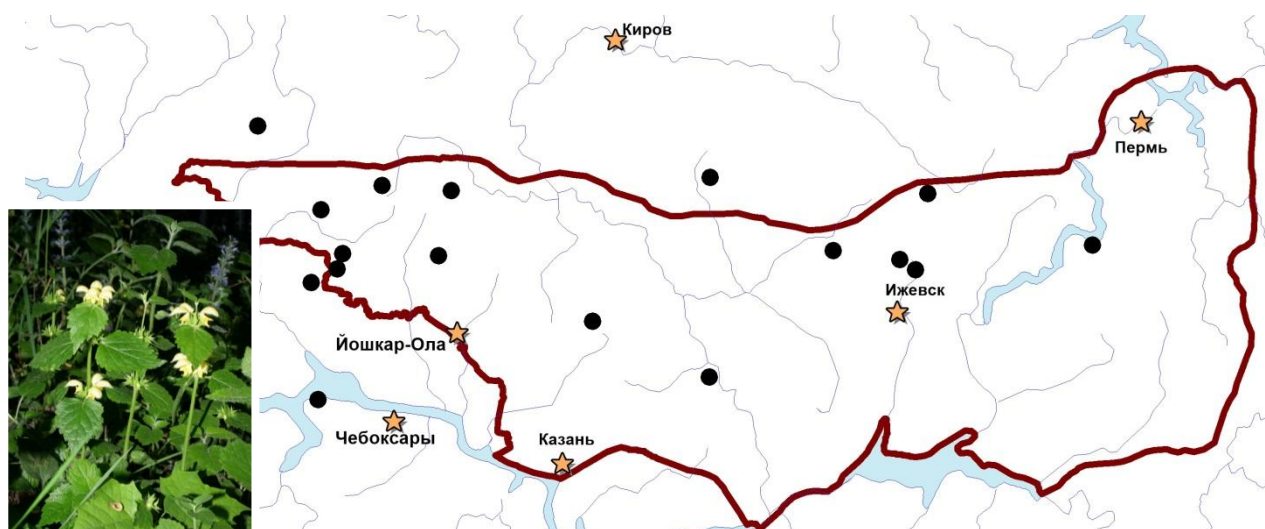 Киров
Пермь
Ижевск
Йошкар-Ола
Чебоксары
Казань